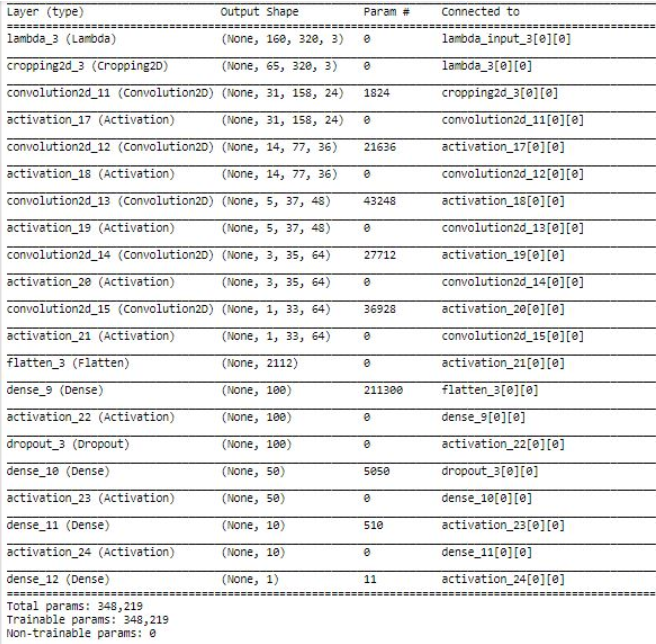 Layer (type) Output Shape Param # Connected to
lambda_3 (Lambda) (None, 160, 320, 3) 0 lambda_input_3[0][0]
cropping2d_3 (Cropping2D) (None, 65, 320, 3) 0 lambda_3[0][0]
convolution2d_11 (Convolution2D) (None, 31, 158, 24) 1824 cropping2d_3[0][0]
activation_17 (Activation) (None, 31, 158, 24) 0 convolution2d_11[0][0]
convolution2d_12 (Convolution2D) (None, 14, 77, 36) 21636 activation_17[0][0]
activation_18 (Activation) (None, 14, 77, 36) 0 convolution2d_12[0][0]
convolution2d_13 (Convolution2D) (None, 5, 37, 48) 43248 activation_18[0][0]
activation_19 (Activation) (None, 5, 37, 48) 0 convolution2d_13[0][0]
convolution2d_14 (Convolution2D) (None, 3, 35, 64) 27712 activation_19[0][0]
activation_20 (Activation) (None, 3, 35, 64) 0 convolution2d_14[0][0]
convolution2d_15 (Convolution2D) (None, 1, 33, 64) 36928 activation_20[0][0]
activation_21 (Activation) (None, 1, 33, 64) 0 convolution2d_15[0][0]
flatten_3 (Flatten) (None, 2112) 0 activation_21[0][0]
dense_9 (Dense) (None, 100) 211300 flatten_3[0][0]
activation_22 (Activation) (None, 100) 0 dense_9[0][0]
dropout_3 (Dropout) (None, 100) 0 activation_22[0][0]
dense_10 (Dense) (None, 50) 5050 dropout_3[0][0]
activation_23 (Activation) (None, 50) 0 dense_10[0][0]
dense_11 (Dense) (None, 10) 510 activation_23[0][0]
activation_24 (Activation) (None, 10) 0 dense_11[0][0]
dense_12 (Dense) (None, 1) 11 activation_24[0][0]
Total params: 348,219
Trainable params: 348,219
Non-trainable params: 0